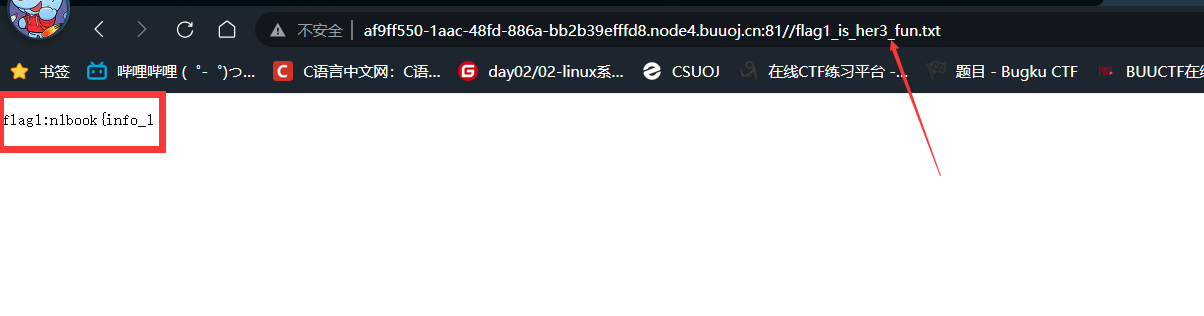 不安全 af9ff550-1aac-48fd-886a-bb2b39efffd8.node4.buuoj.cn:81//flag1_is_her3_fun.txt
书签 哔哩哔哩 (゜-゜)つ... C C语言中文网：C语... G day02/02-linux系... CSUOJ 在线CTF练习平台 -... 题目 - Bugku CTF BUUCTF在线
flag1:n1book{info_1